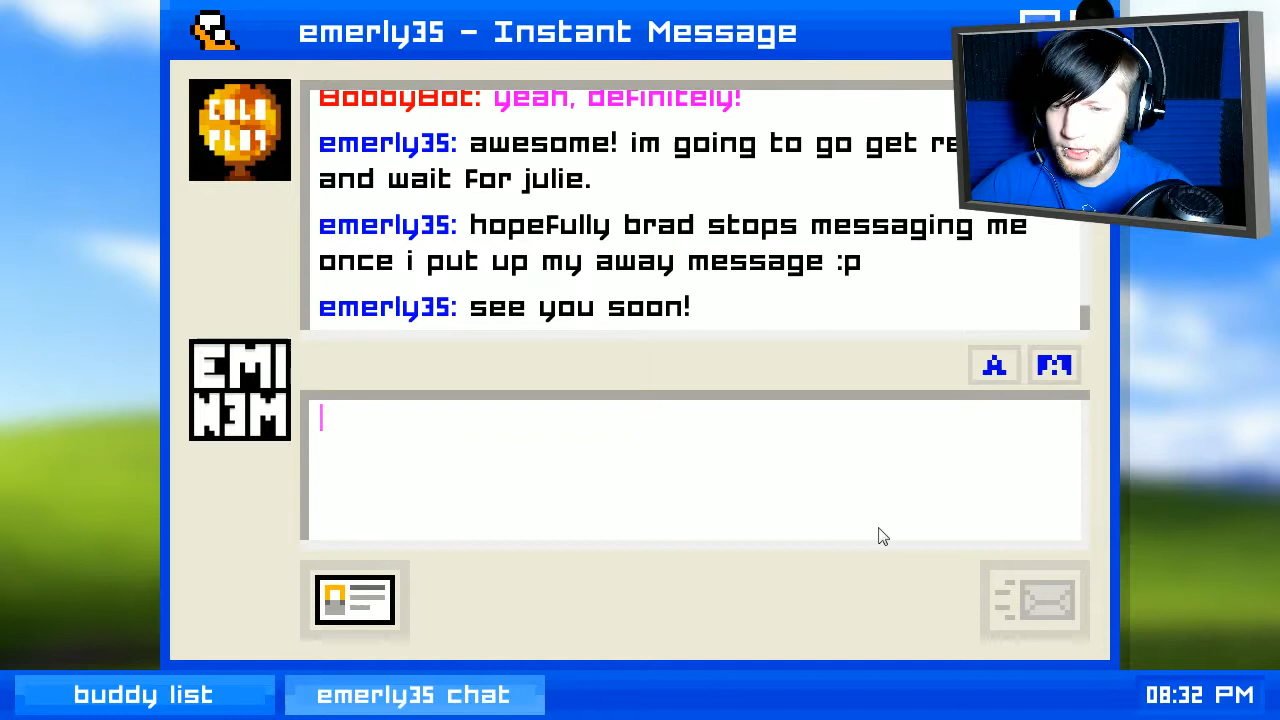 emerly35 - Instant Message
COLD
PLAY
BobbyBot: yeah, definitely!
emerly35: awesome! im going to go get re
and wait for julie.
emerly35: hopefully brad stops messaging me
once i put up my away message :p
emerly35: see you soon!
EMI
NEM
A
buddy list
emerly35 chat
08:32 PM